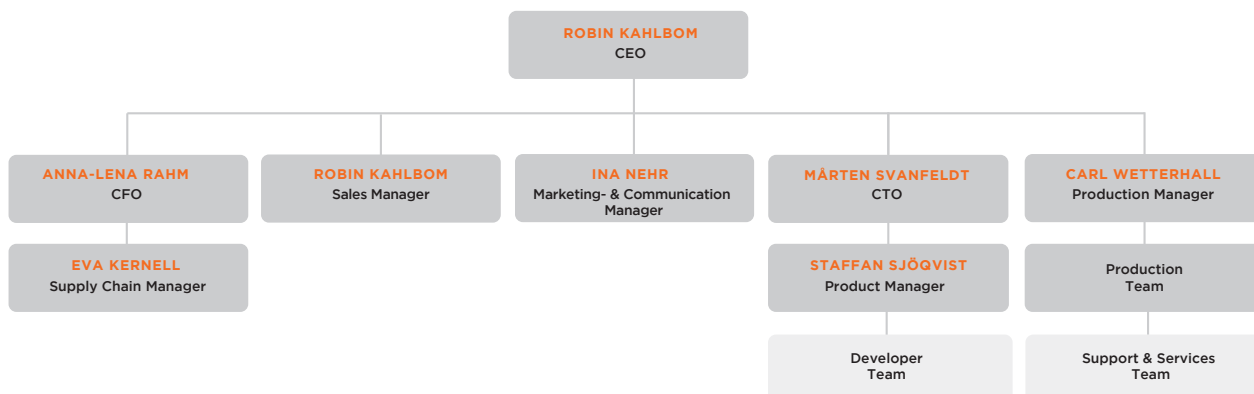 ROBIN KAHLBOM
CEO
ANNA-LENA RAHM
CFO
ROBIN KAHLBOM
Sales Manager
INA NEHR
Marketing- & Communication
Manager
MÅRTEN SVANFELDT
CTO
CARL WETTERHALL
Production Manager
EVA KERNELL
Supply Chain Manager
STAFFAN SJÖQVIST
Product Manager
Production
Team
Developer
Team
Support & Services
Team